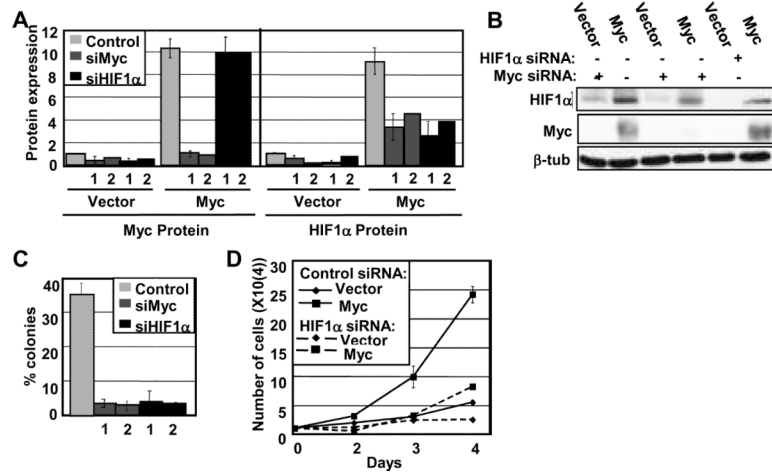 A
Protein expression
12
10
8
6
4
2
0
Control
siMyc
siHIF1α
1 2 1 2 1 2 1 2 1 2 1 2 1 2
Vector Myc Vector Myc
Myc Protein HIF1α Protein
B
Vector Myc Vector Myc Vector Myc
HIF1α siRNA: - - - - - +
Myc siRNA: + - + + -
HIF1α
Myc
β-tub
C
% colonies
40
30
20
10
0
Control
siMyc
siHIF1α
1 2 1 2
D
Number of cells (X10(4))
30
25
20
15
10
5
0
Control siRNA:
Vector
Myc
HIF1α siRNA:
Vector
Myc
0 2 3 4
Days